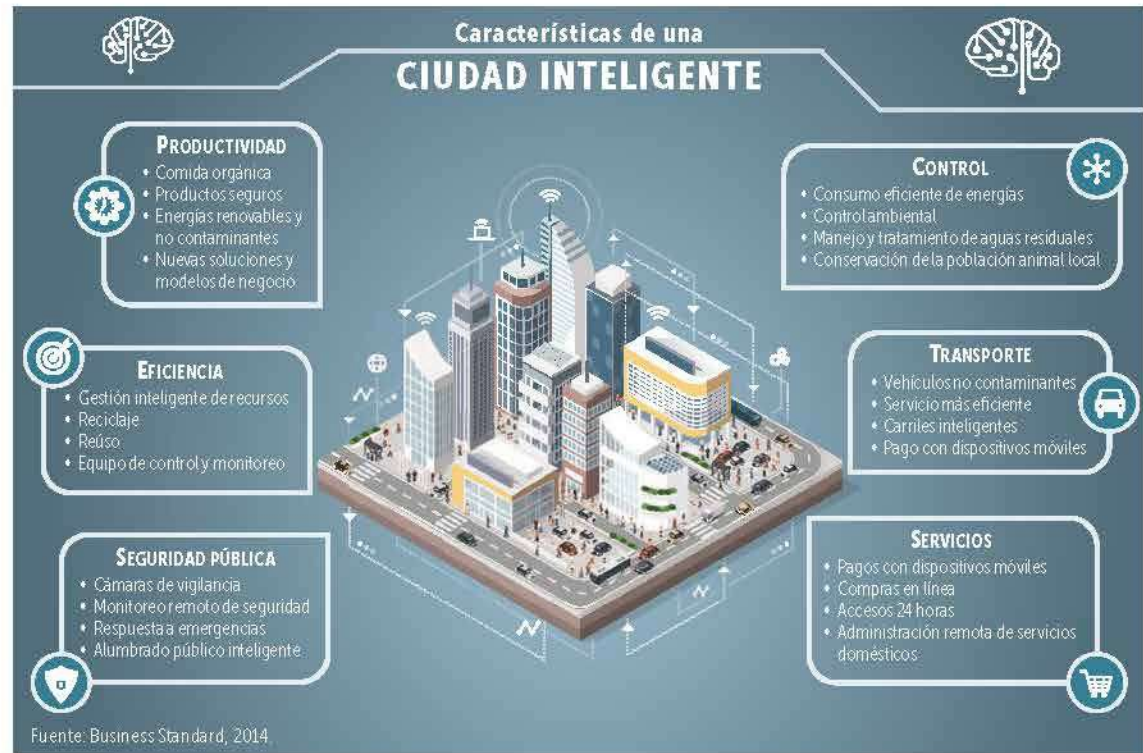 Características de una
CIUDAD INTELIGENTE
PRODUCTIVIDAD
• Comida orgánica
• Productos seguros
• Energías renovables y
no contaminantes
• Nuevas soluciones y
modelos de negocio
EFICIENCIA
• Gestión inteligente de recursos
• Reciclaje
• Reúso
• Equipo de control y monitoreo
SEGURIDAD PÚBLICA
• Cámaras de vigilancia
• Monitoreo remoto de seguridad
• Respuesta a emergencias
• Alumbrado público inteligente
CONTROL
• Consumo eficiente de energías
• Control ambiental
• Manejo y tratamiento de aguas residuales
• Conservación de la población animal local
TRANSPORTE
• Vehículos no contaminantes
• Servicio más eficiente
• Carriles inteligentes
• Pago con dispositivos móviles
SERVICIOS
• Pagos con dispositivos móviles
• Compras en línea
• Accesos 24 horas
• Administración remota de servicios
domésticos
Fuente: Business Standard, 2014.